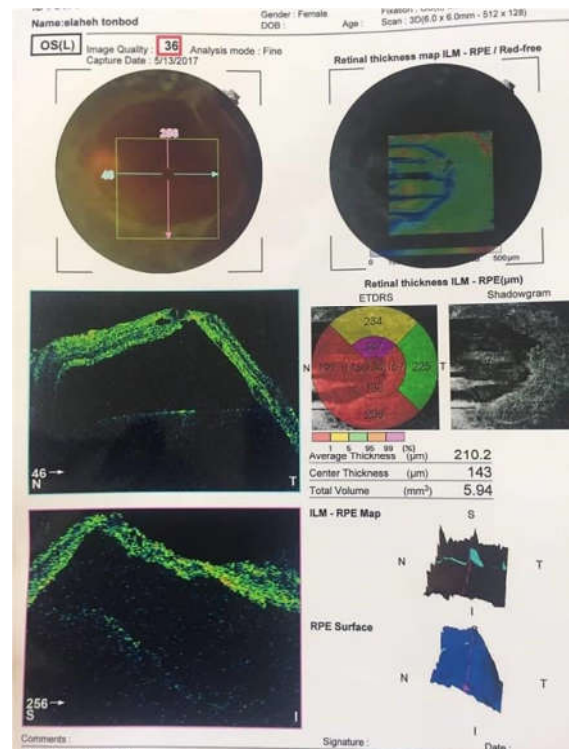 Name:elaheh tonbod
Gender : Female
DOB :
Age :
Scan : 3D(6.0 x 6.0mm - 512 x 128)
OS(L)
Image Quality : 36
Analysis mode : Fine
Capture Date : 5/13/2017
256
46
Retinal thickness map ILM - RPE / Red-free
0
500μm
Retinal thickness ILM - RPE(μm)
ETDRS
Shadowgram
234
N
225
T
N
T
1 5 95 99 (%)
46
N
T
Average Thickness (μm) 210.2
Center Thickness (μm) 143
Total Volume (mm³) 5.94
ILM - RPE Map
S
N
T
I
RPE Surface
N
T
I
256
S
I
Comments :
Signature :
Date :